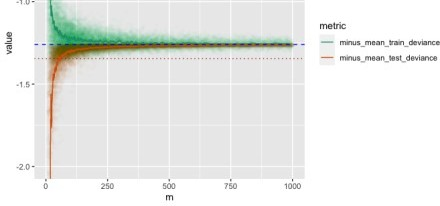 -1.0
metric
minus_mean_train_deviance
minus_mean_test_deviance
value
-1.5
-2.0
0 250 500 750 1000
m